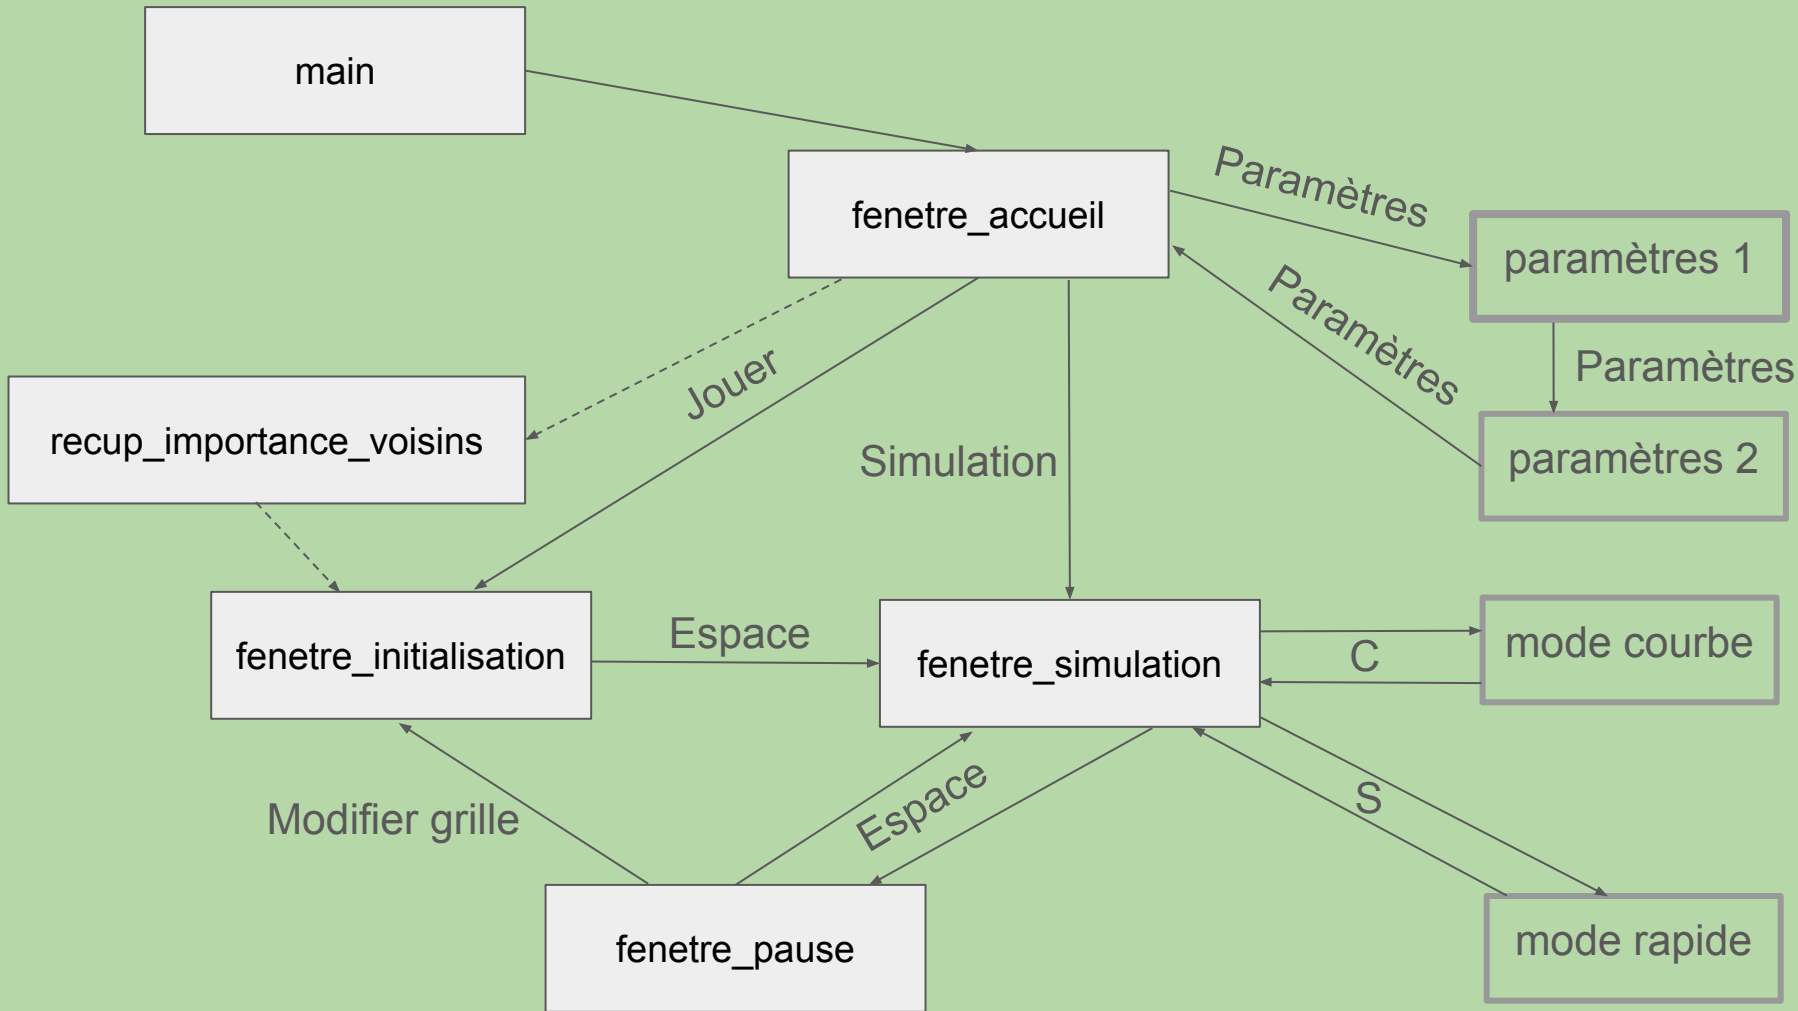 main
fenetre_accueil
Paramètres
paramètres 1
Paramètres
Paramètres
paramètres 2
Jouer
recup_importance_voisins
Simulation
fenetre_initialisation
Espace
fenetre_simulation
C
mode courbe
Modifier grille
Espace
S
fenetre_pause
mode rapide